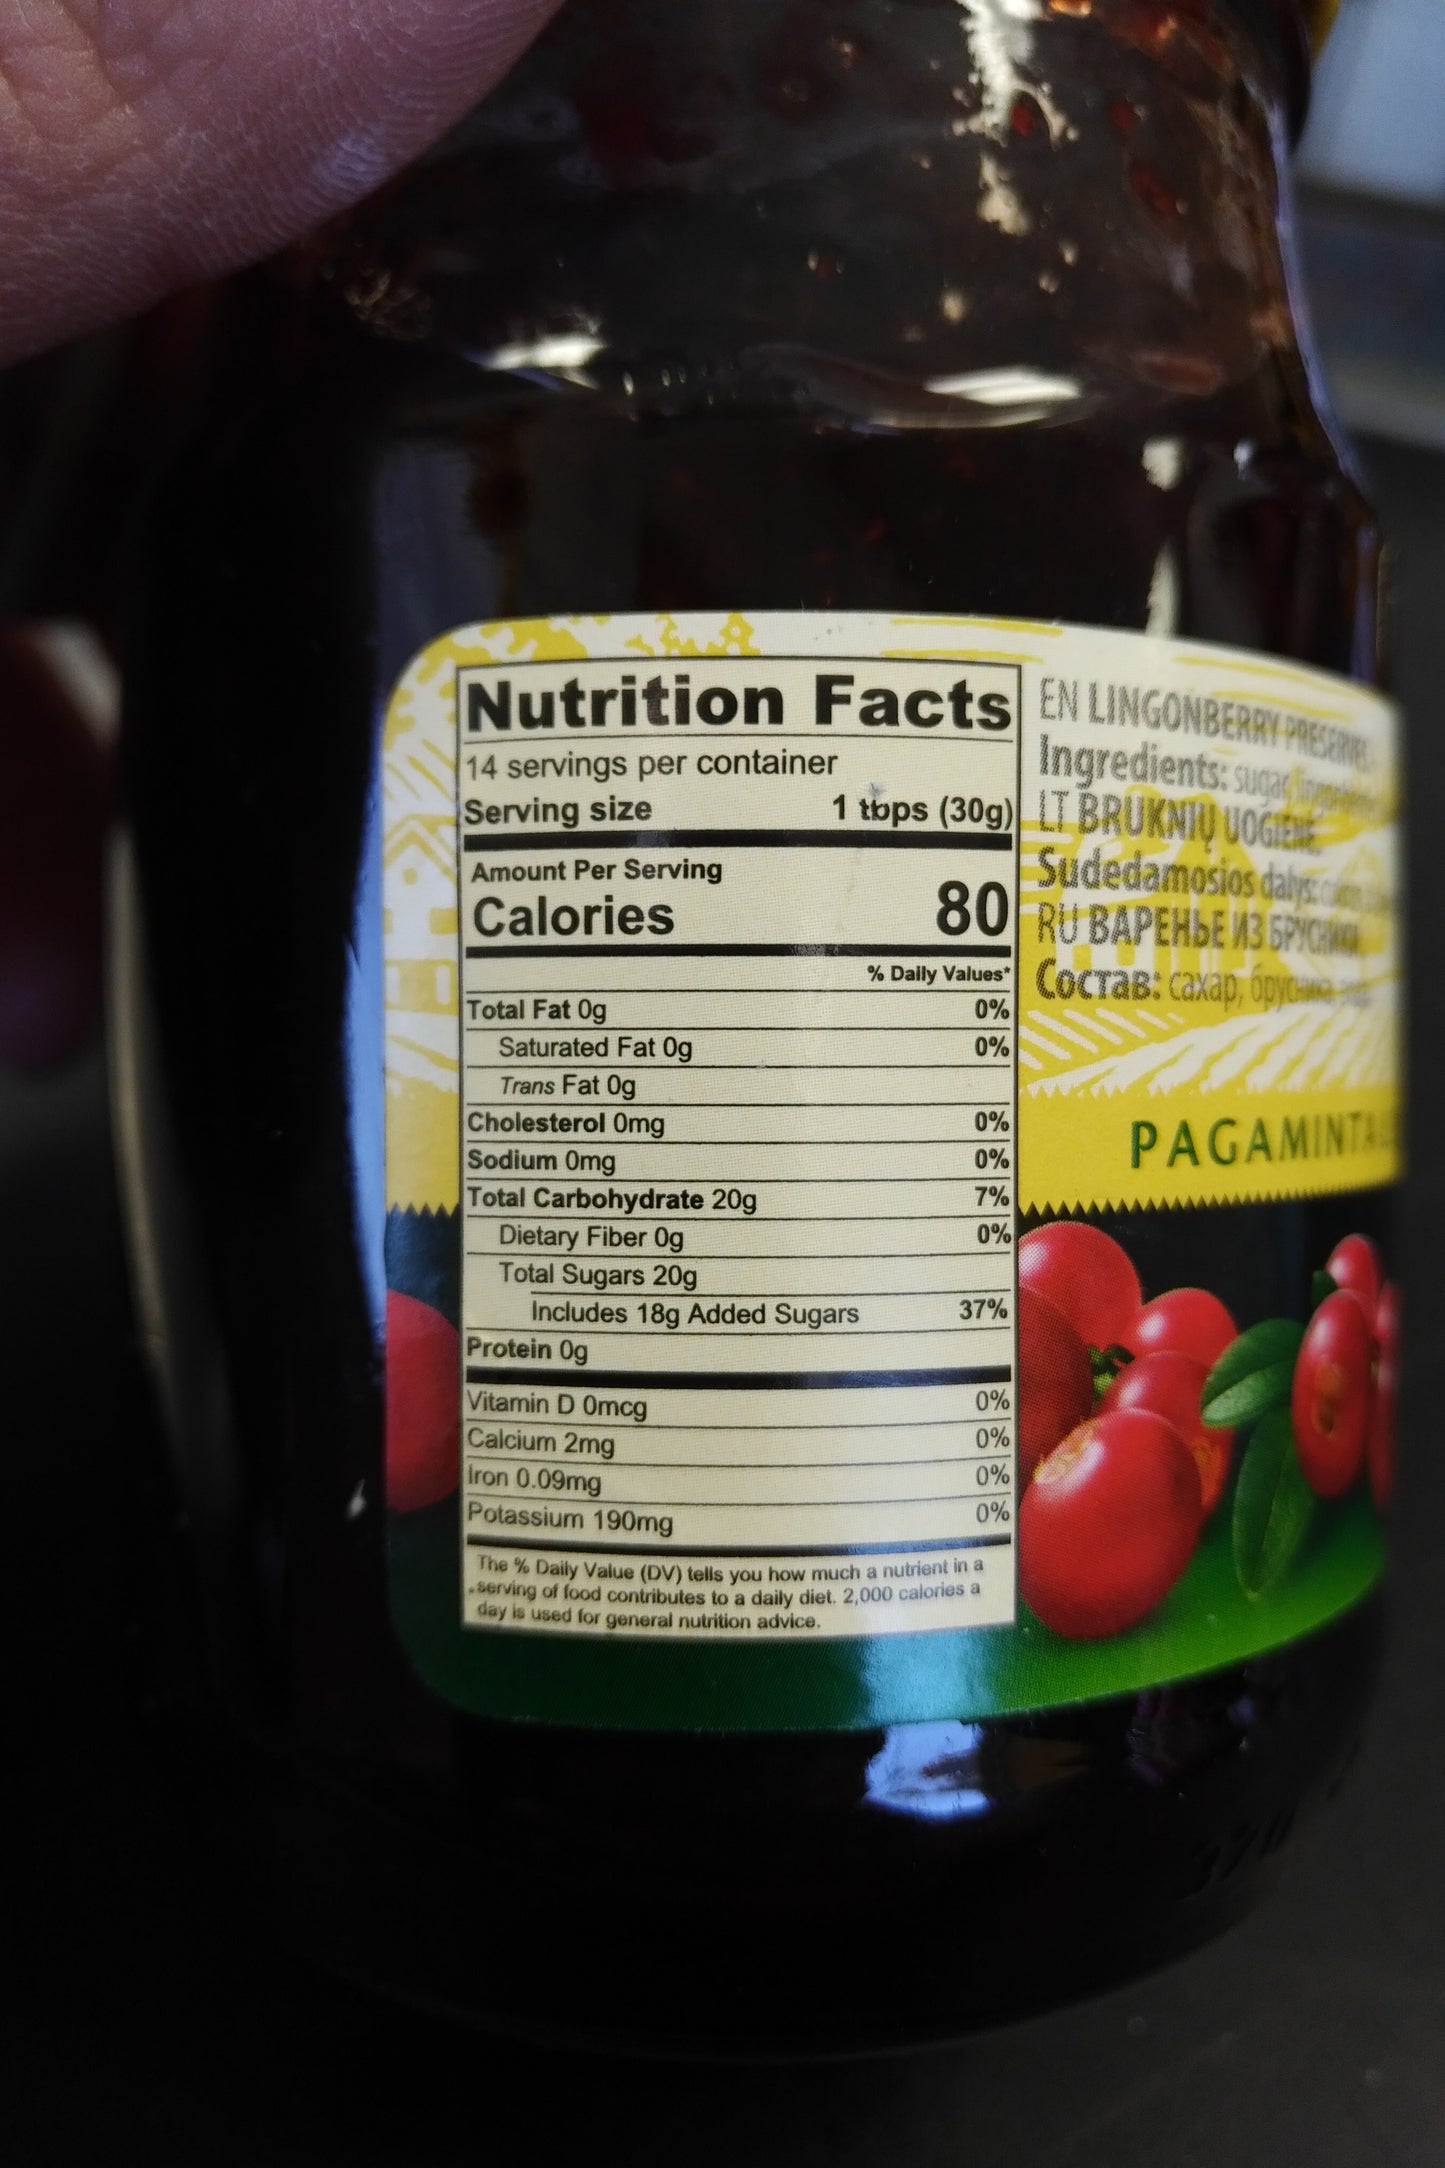 Nutrition Facts
14 servings per container
Serving size 1 tbps (30g)
Amount Per Serving
Calories 80
% Daily Values*
Total Fat 0g 0%
Saturated Fat 0g 0%
Trans Fat 0g
Cholesterol 0mg 0%
Sodium 0mg 0%
Total Carbohydrate 20g 7%
Dietary Fiber 0g 0%
Total Sugars 20g
Includes 18g Added Sugars 37%
Protein 0g
Vitamin D 0mcg 0%
Calcium 2mg 0%
Iron 0.09mg 0%
Potassium 190mg 0%
The % Daily Value (DV) tells you how much a nutrient in a
serving of food contributes to a daily diet. 2,000 calories a
day is used for general nutrition advice.
EN LINGONBERRY PRESERVES
Ingredients: sugar,
LT BRUKNIŲ UOGIENĖ.
Sudedamosios dalys:
RU ВАРЕНЬЕ ИЗ БРУСНИКИ.
Состав: сахар, брусника,
PAGAMINTA